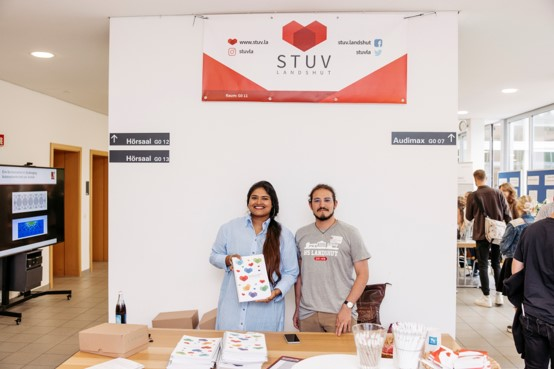 www.stuv.la
stuvla
stuv.landshut
stuvla
STUV
LANDSHUT
Raum: G0 11
Hörsaal G0 12
Hörsaal G0 13
Audimax G0 07
HS LANDSHUT